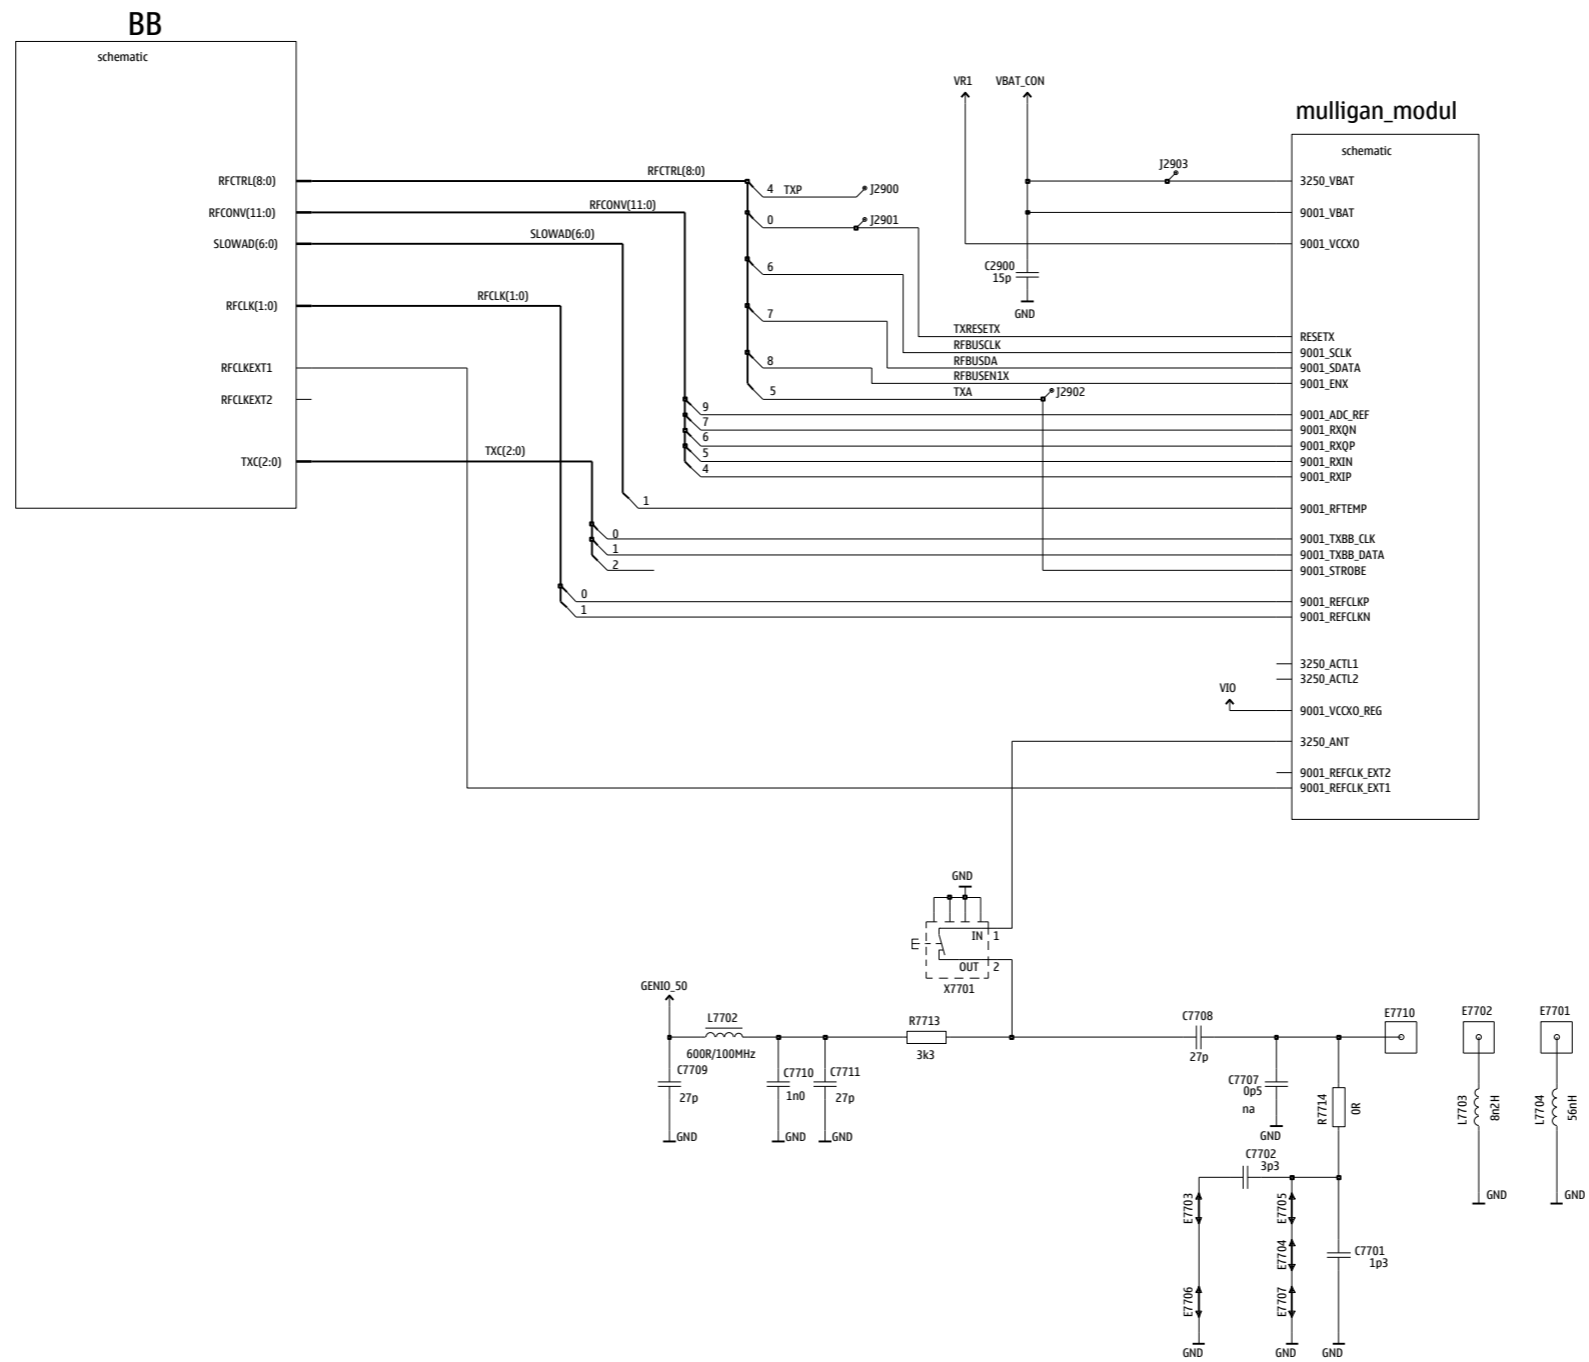 BB
schematic
VR1
VBAT_CON
mulligan_modul
schematic
J2903
RFCTRL(8:0)
RFCTRL(8:0)
4 TXP
J2900
3250_VBAT
RFCONV(11:0)
RFCONV(11:0)
0
J2901
9001_VBAT
SLOWAD(6:0)
SLOWAD(6:0)
9001_VCCXO
6
C2900
15p
GND
RFCLK(1:0)
RFCLK(1:0)
7
TXRESETX
RESETX
RFBUSCLK
9001_SCLK
RFCLKEXT1
8
RFBUSDA
9001_SDATA
RFBUSEN1X
9001_ENX
RFCLKEXT2
5
TXA
J2902
9
9001_ADC_REF
7
9001_RXQN
6
9001_RXQP
TXC(2:0)
TXC(2:0)
5
9001_RXIN
4
9001_RXIP
1
9001_RFTEMP
0
9001_TXBB_CLK
1
9001_TXBB_DATA
2
9001_STROBE
0
9001_REFCLKP
1
9001_REFCLKN
3250_ACTL1
3250_ACTL2
VIO
9001_VCCXO_REG
3250_ANT
9001_REFCLK_EXT2
9001_REFCLK_EXT1
GND
IN 1
OUT 2
X7701
GENIO_50
L7702
600R/100MHz
R7713
3k3
C7708
27p
E7710
E7702
E7701
C7709
27p
C7710
1n0
C7711
27p
C7707
0p5
na
R7714
0R
L7703
8n2H
L7704
56nH
GND
GND
GND
GND
C7702
3p3
GND
GND
E7703
E7705
E7704
C7701
1p3
E7706
E7707
GND
GND
GND